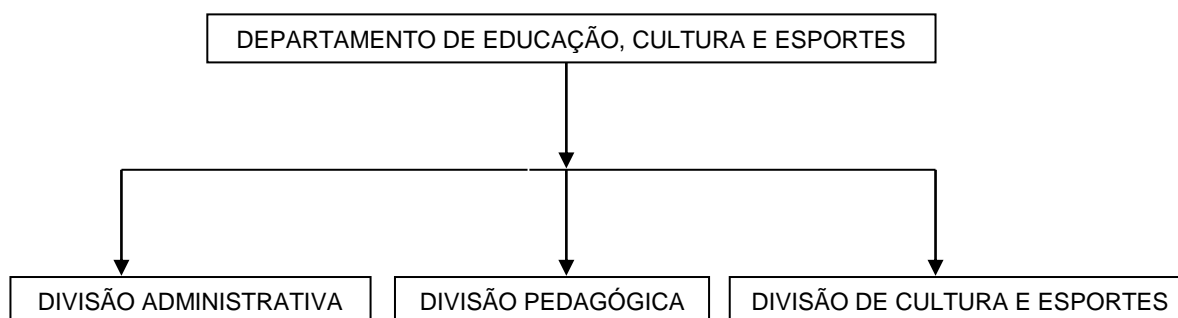 DEPARTAMENTO DE EDUCAÇÃO, CULTURA E ESPORTES
DIVISÃO ADMINISTRATIVA
DIVISÃO PEDAGÓGICA
DIVISÃO DE CULTURA E ESPORTES